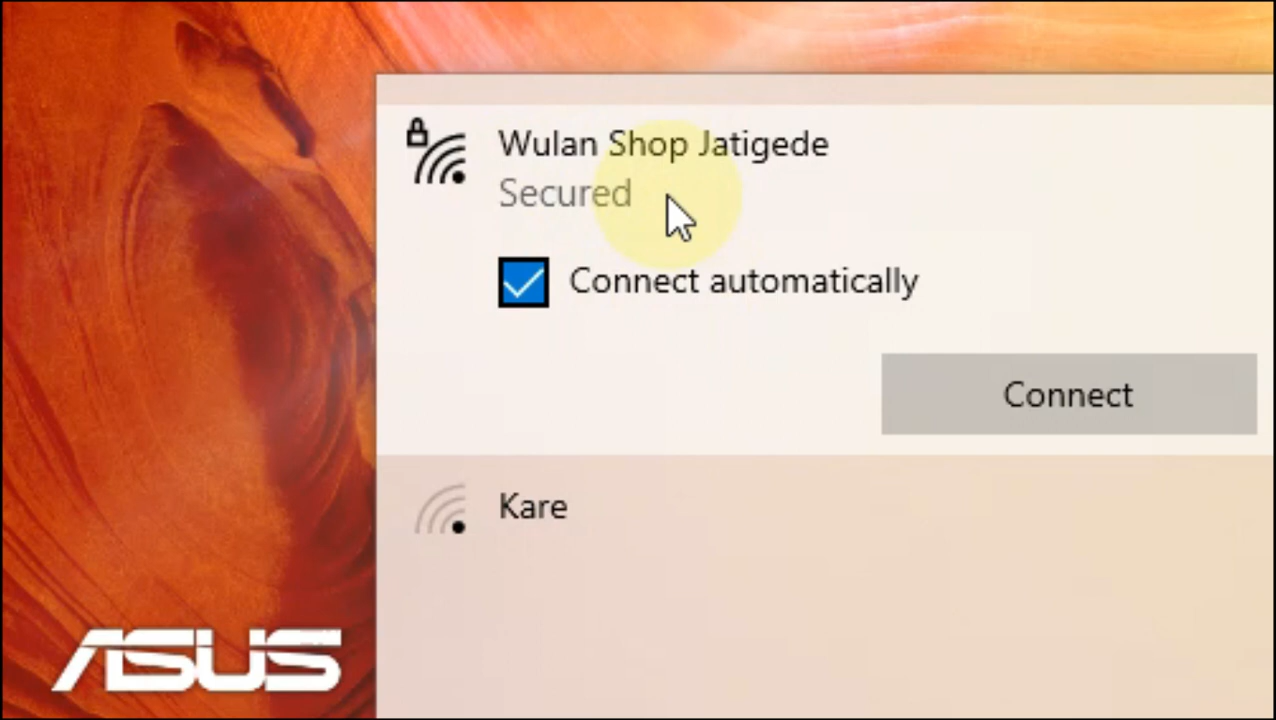 Wulan Shop Jatigede
Secured
Connect automatically
Connect
Kare
ASUS